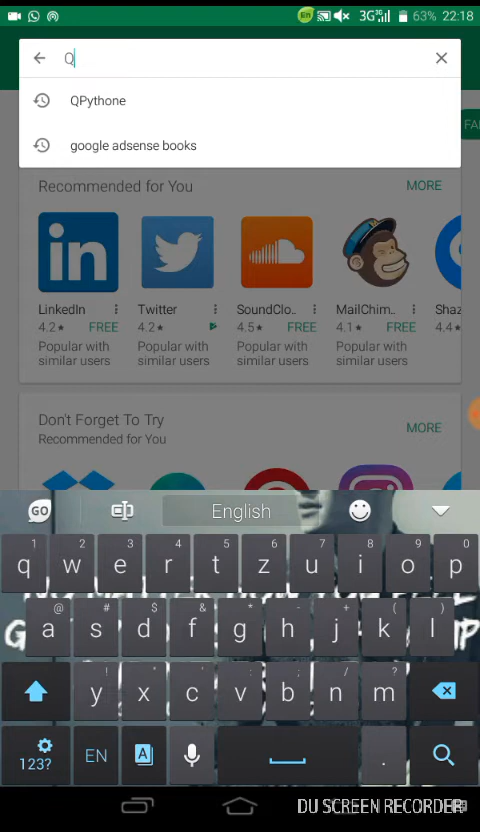 En 3G 63% 22:18
Q
QPythone
google adsense books
FA
Recommended for You MORE
in
LinkedIn Twitter SoundClo.. MailChim.. Shaz
4.2★ FREE 4.2★ 4.5★ FREE 4.1★ FREE 4.4★
Popular with similar users Popular with similar users Popular with similar users Popular with similar users
Don't Forget To Try
Recommended for You MORE
GO English
1 2 3 4 5 6 7 8 9 0
q w e r t z u i o p
@ # $ & * - + ( )
a s d f g h j k l
! " ' : ; / ?
y x c v b n m
123? EN A .
DU SCREEN RECORDER